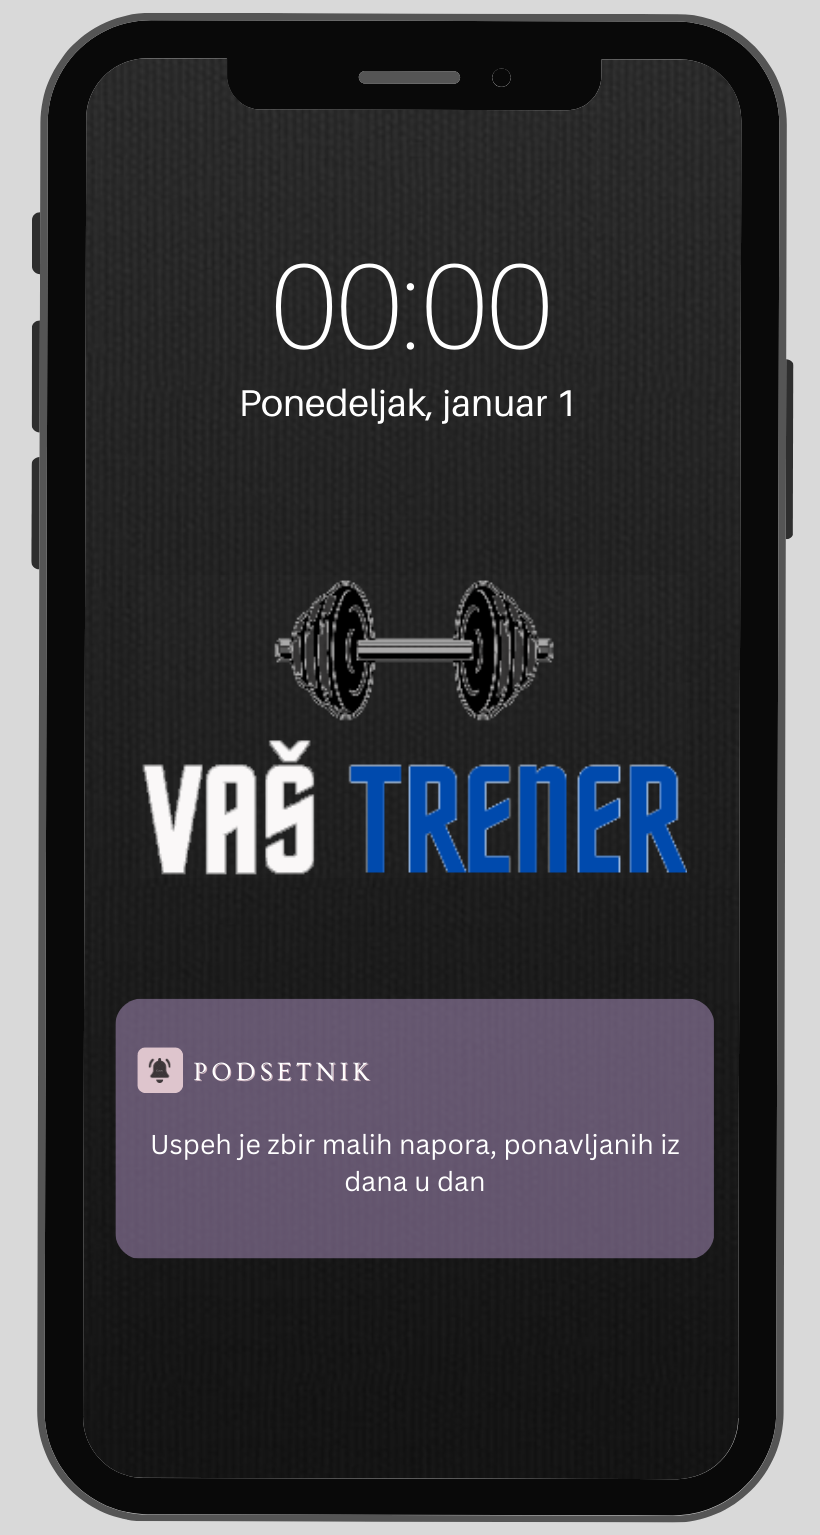 00:00
Ponedeljak, januar 1
VAŠ TRENER
PODSETNIK
Uspeh je zbir malih napora, ponavljanih iz
dana u dan